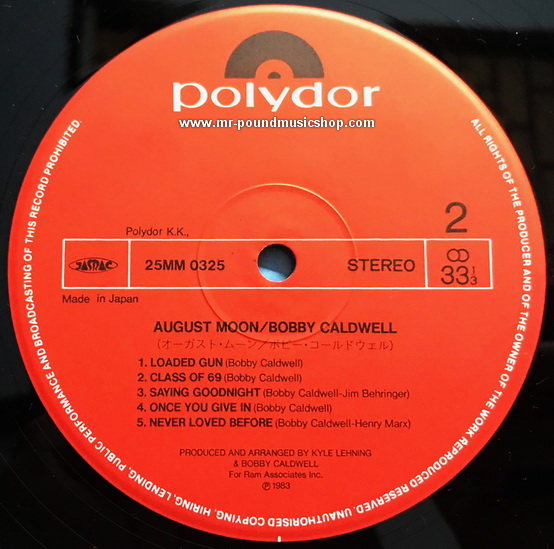 polydor
www.mr-poundmusicshop.com
ALL RIGHTS OF THE PRODUCER AND OF THE OWNER OF THE WORK REPRODUCED RESERVED. UNAUTHORISED COPYING, HIRING, LENDING, PUBLIC PERFORMANCE AND BROADCASTING OF THIS RECORD PROHIBITED.
2
Polydor K.K.,
JASRAC
25MM 0325
STEREO
33 1/3
Made in Japan
AUGUST MOON/BOBBY CALDWELL
(オーガスト・ムーン/ボビー・コールドウェル)
1. LOADED GUN (Bobby Caldwell)
2. CLASS OF 69 (Bobby Caldwell)
3. SAYING GOODNIGHT (Bobby Caldwell-Jim Behringer)
4. ONCE YOU GIVE IN (Bobby Caldwell)
5. NEVER LOVED BEFORE (Bobby Caldwell-Henry Marx)
PRODUCED AND ARRANGED BY KYLE LEHNING
& BOBBY CALDWELL
For Ram Associates Inc.
℗1983